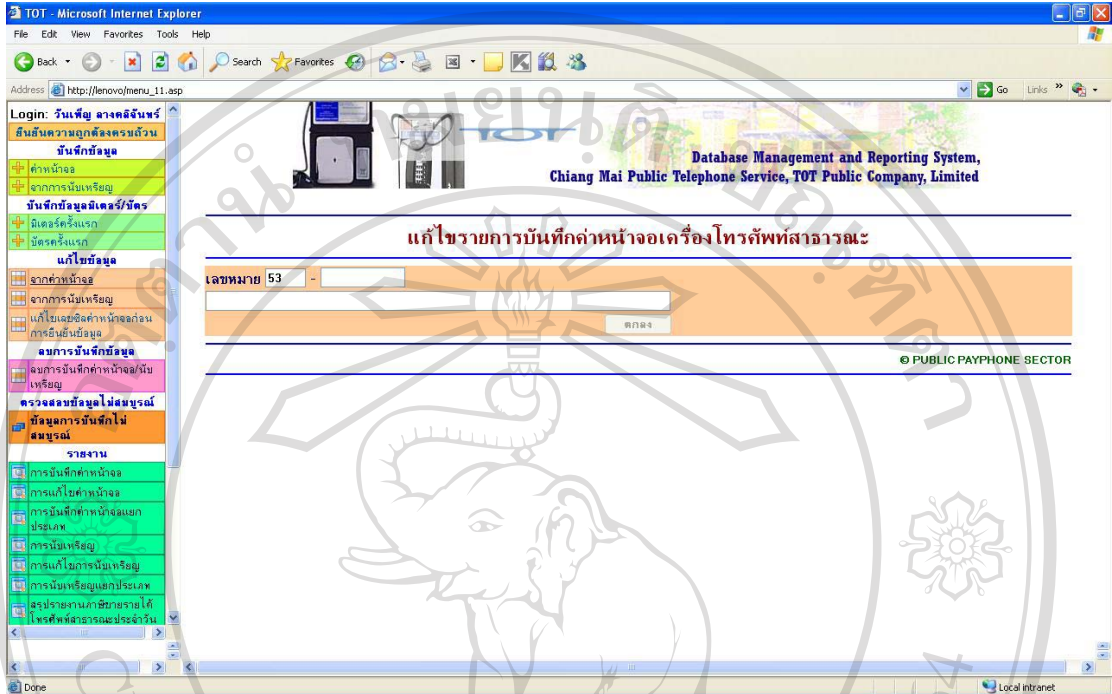 TOT - Microsoft Internet Explorer
File Edit View Favorites Tools Help
Back Search Favorites
Address http://lenovo/menu_11.asp Go Links
Login: วันเพ็ญ
ยืนยันความถูกต้องครบถ้วน
บันทึกข้อมูล
ค่าหน้าจอ
จากการนับเหรียญ
บันทึกข้อมูลมิเตอร์/บัตร
มิเตอร์ครั้งแรก
บัตรครั้งแรก
แก้ไขข้อมูล
จากค่าหน้าจอ
จากการนับเหรียญ
แก้ไขเลขชิดค่าหน้าจอก่อน
การยืนยันข้อมูล
ลบการบันทึกข้อมูล
ลบการบันทึกค่าหน้าจอ/นับ
เหรียญ
ตรวจสอบข้อมูลไม่สมบูรณ์
ข้อมูลการบันทึกไม่
สมบูรณ์
รายงาน
การบันทึกค่าหน้าจอ
การแก้ไขค่าหน้าจอ
การบันทึกค่าหน้าจอแยก
ประเภท
การนับเหรียญ
การแก้ไขการนับเหรียญ
การนับเหรียญแยกประเภท
สรุปรายงานภาษีขายรายได้
โทรศัพท์สาธารณะประจำวัน
TOT
Database Management and Reporting System,
Chiang Mai Public Telephone Service, TOT Public Company, Limited
แก้ไขรายการบันทึกค่าหน้าจอเครื่องโทรศัพท์สาธารณะ
เลขหมาย 53 -
ตกลง
© PUBLIC PAYPHONE SECTOR
Done Local intranet